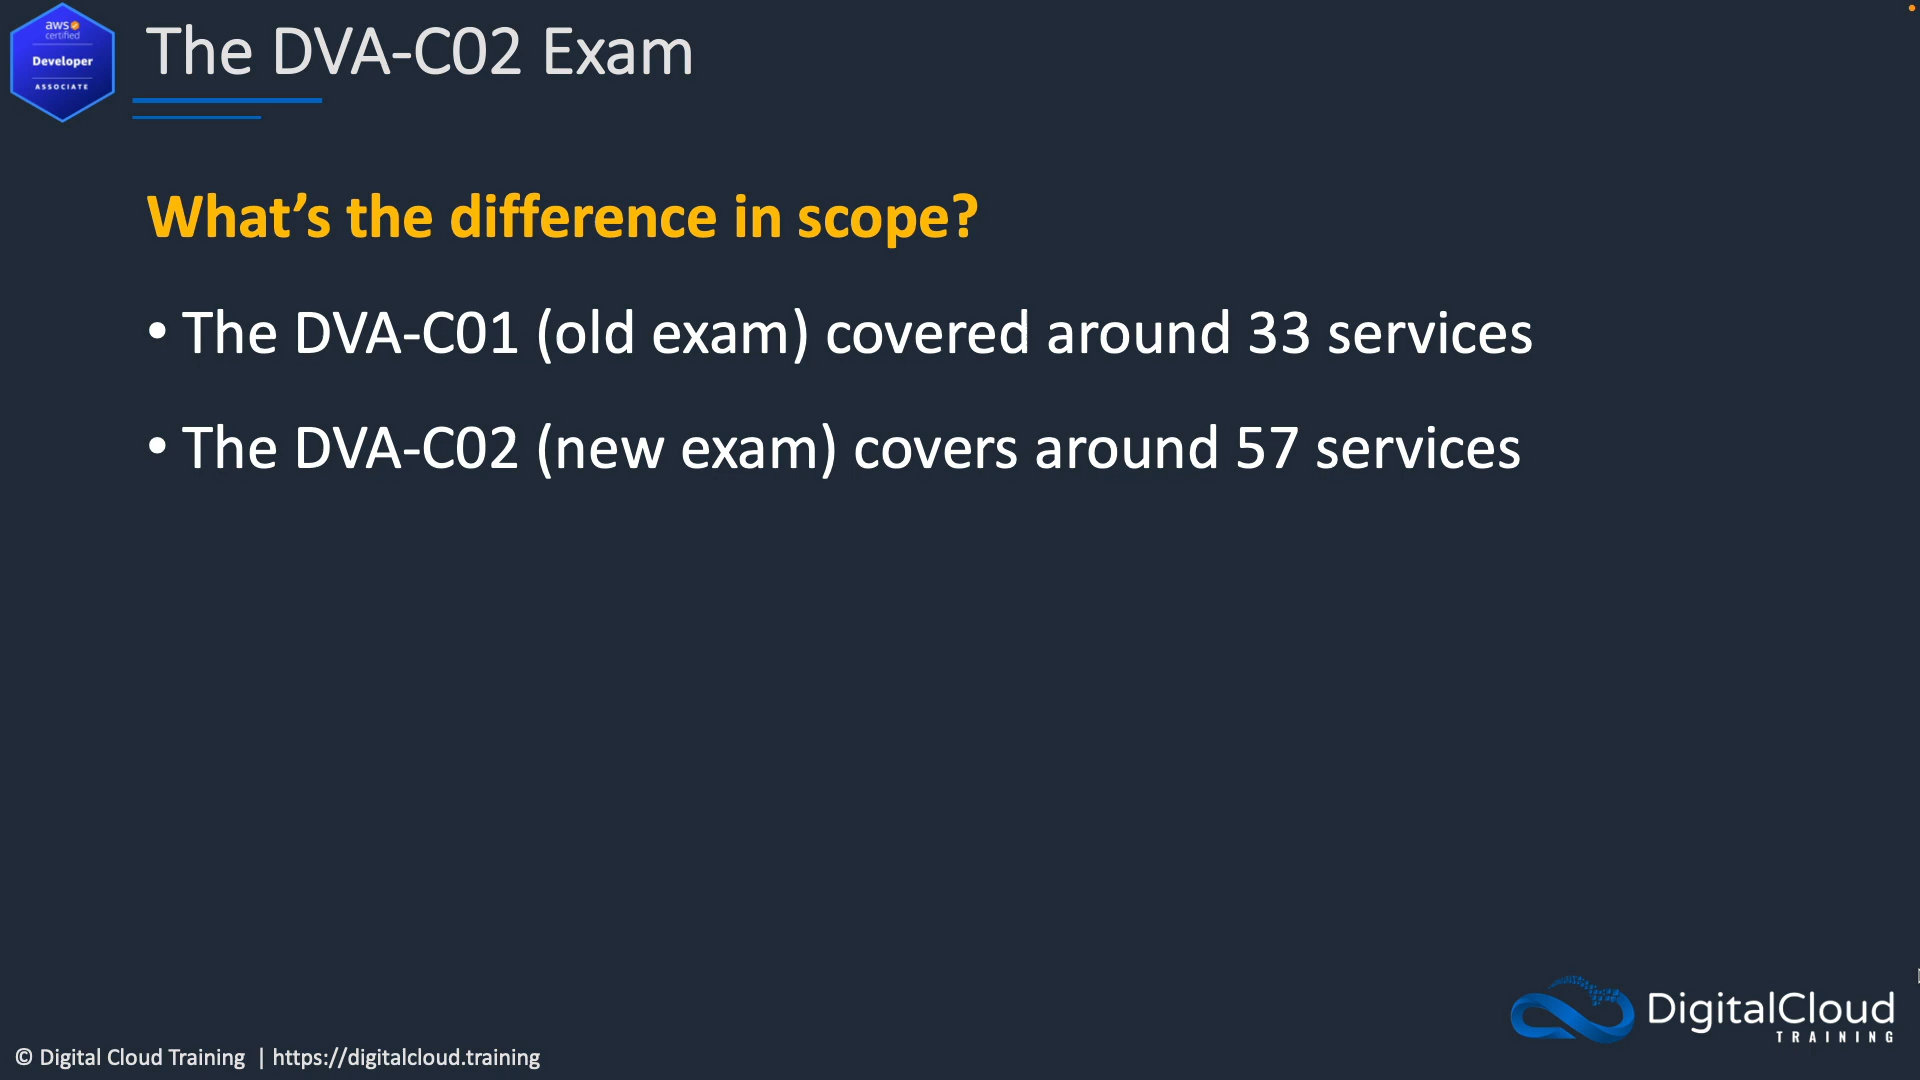 aws
certified
Developer
ASSOCIATE
The DVA-C02 Exam
What’s the difference in scope?
• The DVA-C01 (old exam) covered around 33 services
• The DVA-C02 (new exam) covers around 57 services
DigitalCloud
TRAINING
© Digital Cloud Training | https://digitalcloud.training